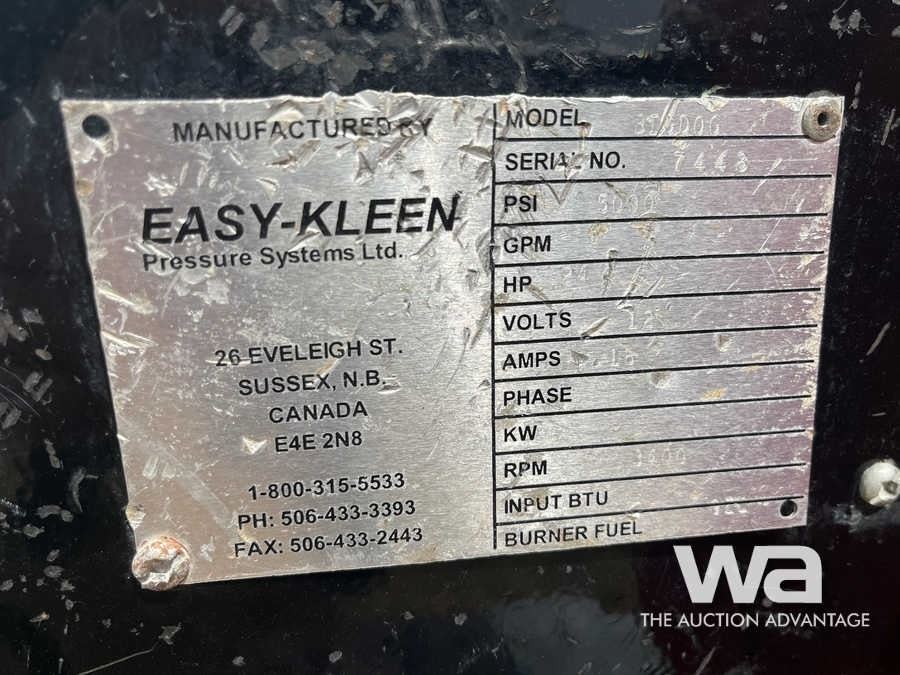 MANUFACTURED BY
EASY-KLEEN
Pressure Systems Ltd.
26 EVELEIGH ST.
SUSSEX, N.B.
CANADA
E4E 2N8
1-800-315-5533
PH: 506-433-3393
FAX: 506-433-2443
MODEL
SERIAL NO. 7443
PSI
GPM
HP
VOLTS
AMPS
PHASE
KW
RPM
INPUT BTU
BURNER FUEL
wa
THE AUCTION ADVANTAGE